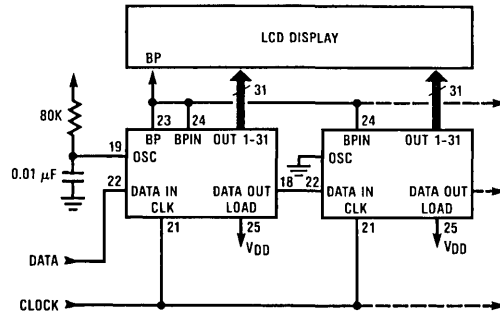 LCD DISPLAY
BP
31
31
80K
23
24
24
BP
BPIN
OUT 1-31
BPIN
OUT 1-31
19
OSC
OSC
0.01 µF
22
DATA IN
DATA OUT
18
22
DATA IN
DATA OUT
CLK
LOAD
CLK
LOAD
21
25
21
25
VDD
VDD
DATA
CLOCK